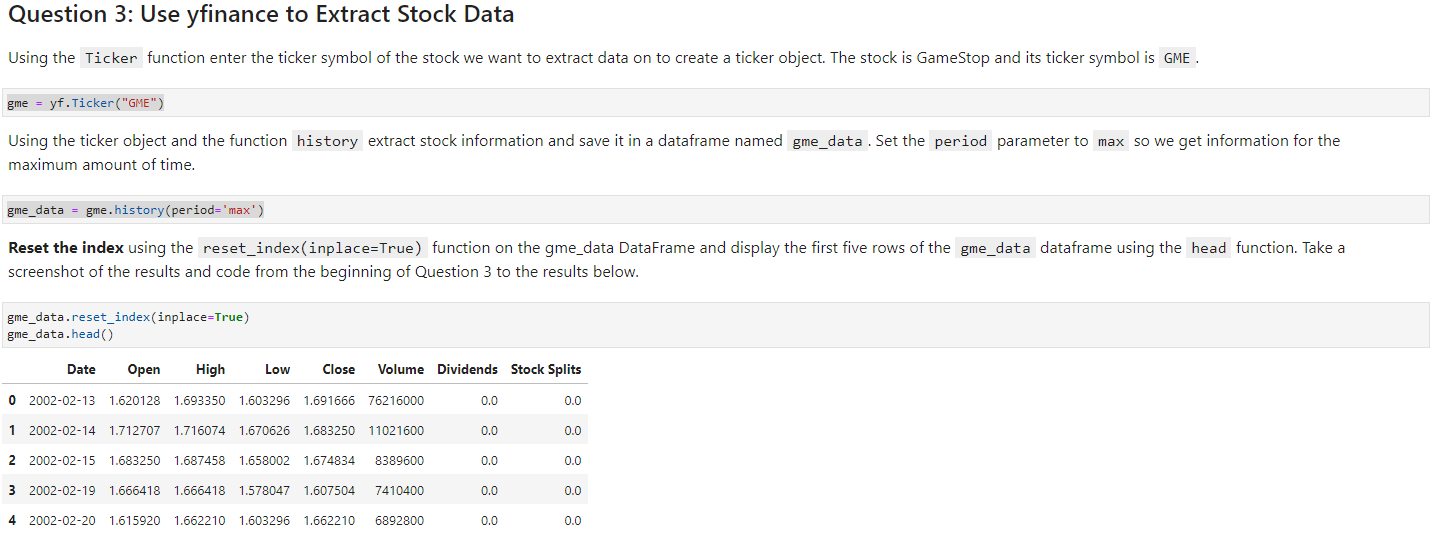 Question 3: Use yfinance to Extract Stock Data
Using the Ticker function enter the ticker symbol of the stock we want to extract data on to create a ticker object. The stock is GameStop and its ticker symbol is GME .
gme = yf.Ticker("GME")
Using the ticker object and the function history extract stock information and save it in a dataframe named gme_data . Set the period parameter to max so we get information for the
maximum amount of time.
gme_data = gme.history(period='max')
Reset the index using the reset_index(inplace=True) function on the gme_data DataFrame and display the first five rows of the gme_data dataframe using the head function. Take a
screenshot of the results and code from the beginning of Question 3 to the results below.
gme_data.reset_index(inplace=True)
gme_data.head()
Date Open High Low Close Volume Dividends Stock Splits
0 2002-02-13 1.620128 1.693350 1.603296 1.691666 76216000 0.0 0.0
1 2002-02-14 1.712707 1.716074 1.670626 1.683250 11021600 0.0 0.0
2 2002-02-15 1.683250 1.687458 1.658002 1.674834 8389600 0.0 0.0
3 2002-02-19 1.666418 1.666418 1.578047 1.607504 7410400 0.0 0.0
4 2002-02-20 1.615920 1.662210 1.603296 1.662210 6892800 0.0 0.0